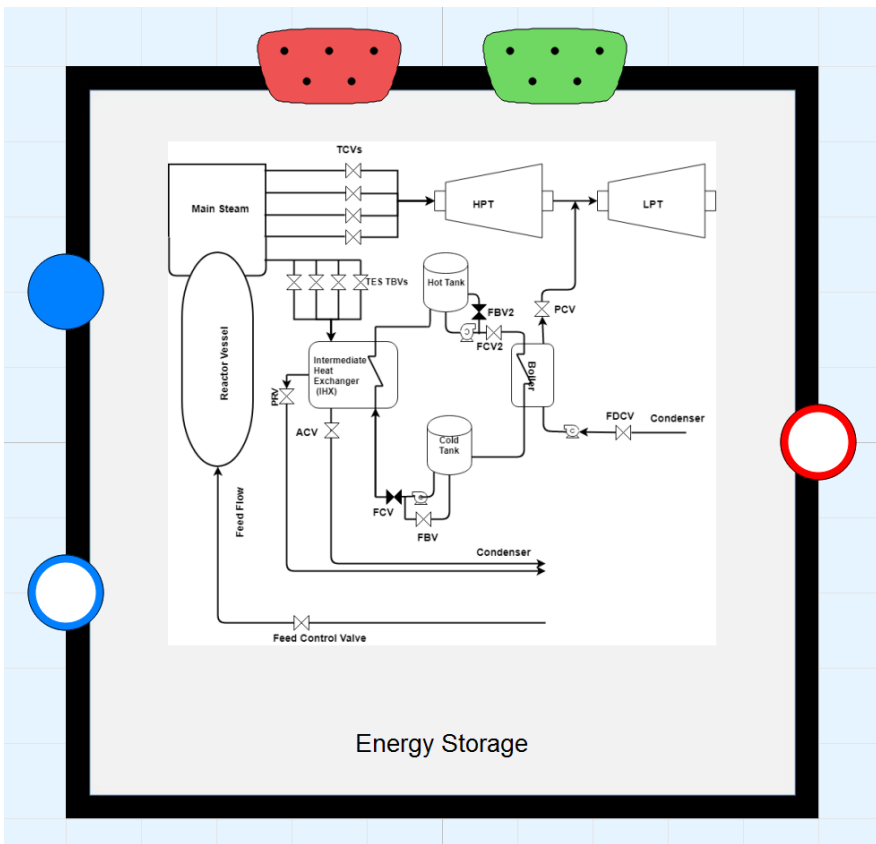 TCVs
Main Steam
HPT
LPT
TES TBVs
Hot Tank
FBV2
PCV
FCV2
Reactor Vessel
Intermediate
Heat
Exchanger
(IHX)
Boiler
PRV
ACV
Cold
Tank
FDCV
Condenser
C
C
C
FCV
FBV
Feed Flow
Condenser
Feed Control Valve
Energy Storage